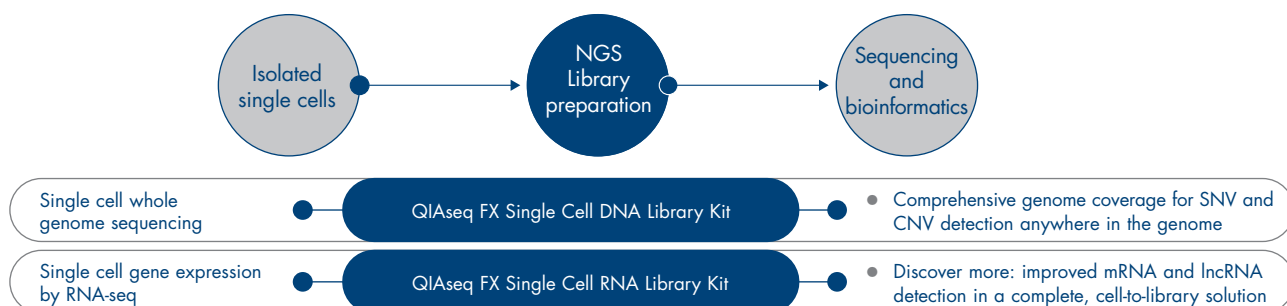 Isolated
single cells
NGS
Library
preparation
Sequencing
and
bioinformatics
Single cell whole
genome sequencing
QIAseq FX Single Cell DNA Library Kit
Comprehensive genome coverage for SNV and
CNV detection anywhere in the genome
Single cell gene expression
by RNA-seq
QIAseq FX Single Cell RNA Library Kit
Discover more: improved mRNA and lncRNA
detection in a complete, cell-to-library solution